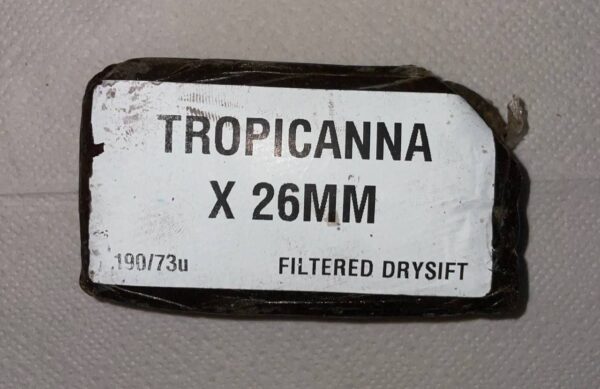 TROPICANNA
X 26MM
190/73u FILTERED DRYSIFT